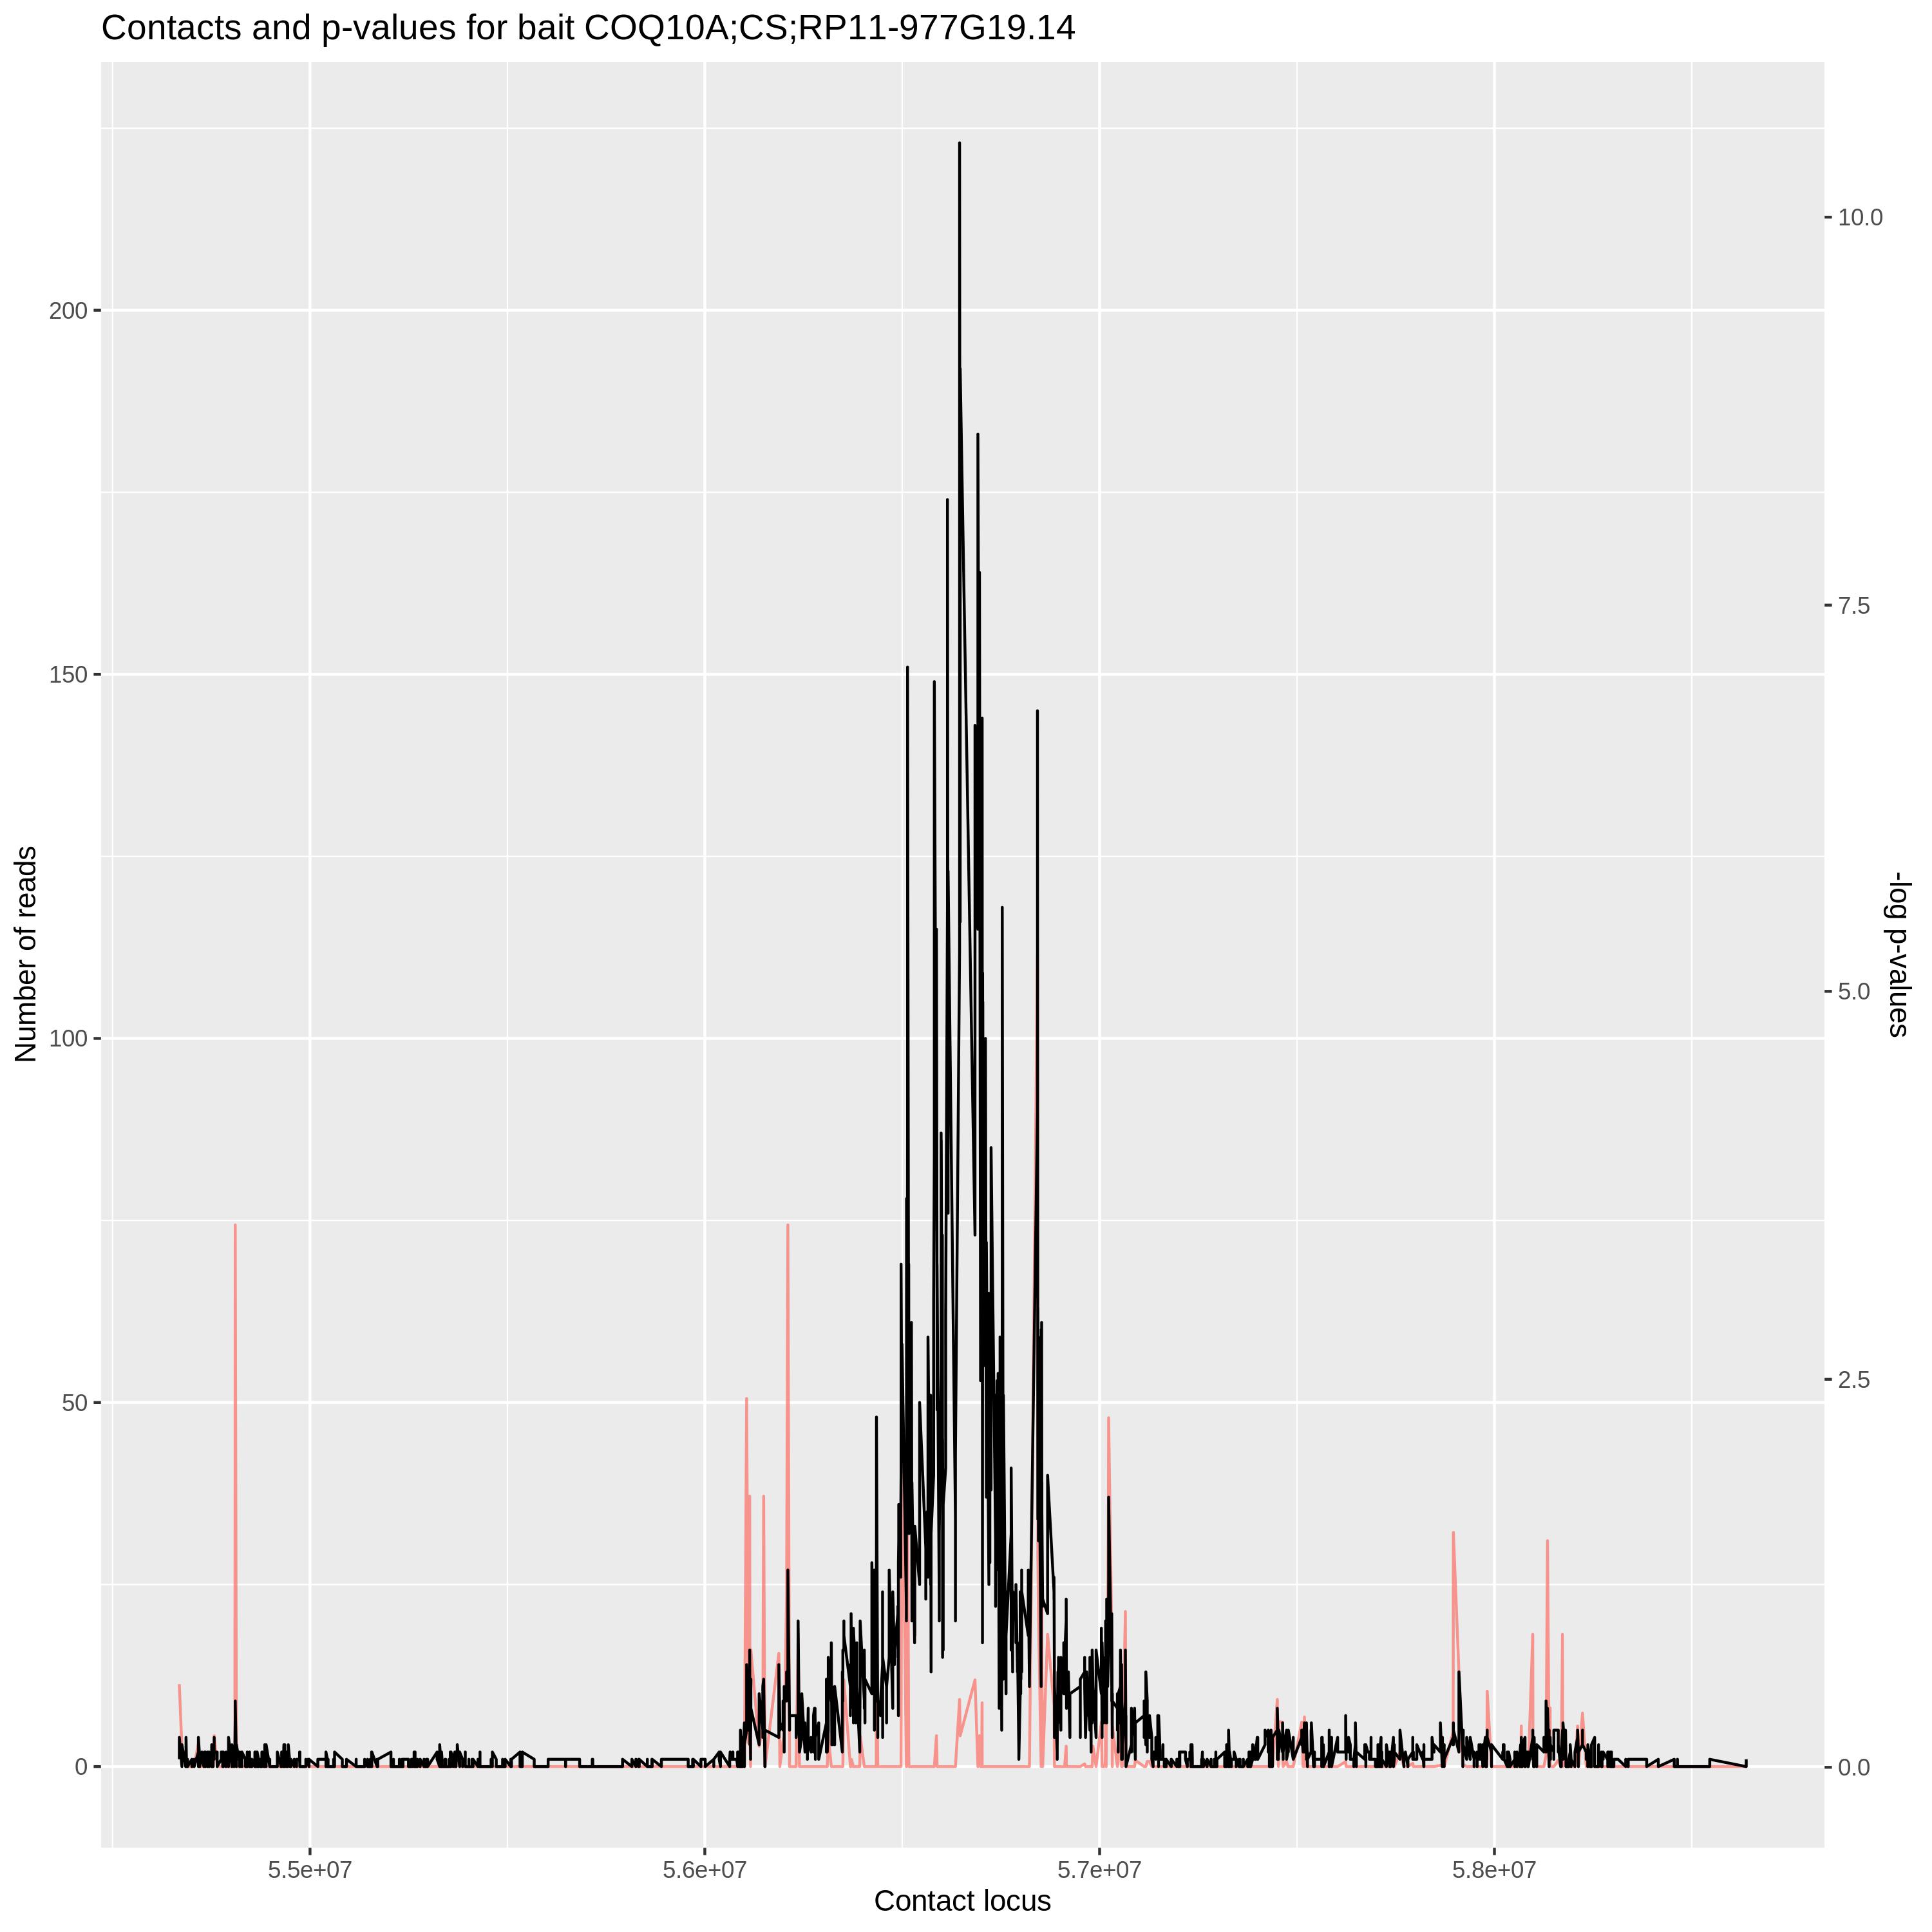 Contacts and p-values for bait COQ10A;CS;RP11-977G19.14
Number of reads
200
150
100
50
0
10.0
7.5
5.0
2.5
0.0
-log p-values
5.5e+07 5.6e+07 5.7e+07 5.8e+07
Contact locus